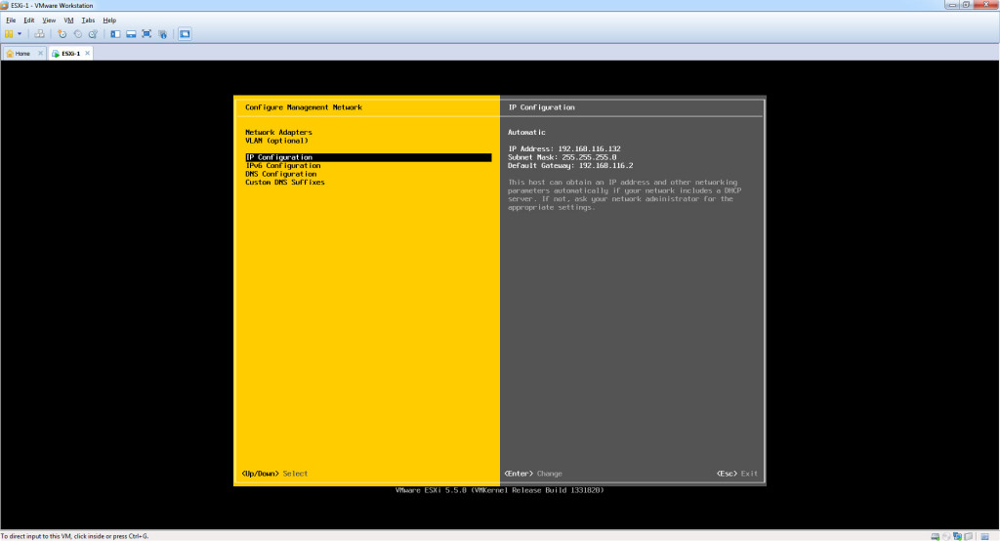 ESXi-1 - VMware Workstation
File Edit View VM Tabs Help
Home ESXi-1
Configure Management Network
Network Adapters
VLAN (optional)
IP Configuration
IPv6 Configuration
DNS Configuration
Custom DNS Suffixes
<Up/Down> Select
IP Configuration
Automatic
IP Address: 192.168.116.132
Subnet Mask: 255.255.255.0
Default Gateway: 192.168.116.2
This host can obtain an IP address and other networking
parameters automatically if your network includes a DHCP
server. If not, ask your network administrator for the
appropriate settings.
<Enter> Change <Esc> Exit
VMware ESXi 5.5.0 (VMKernel Release Build 1331820)
To direct input to this VM, click inside or press Ctrl+G.